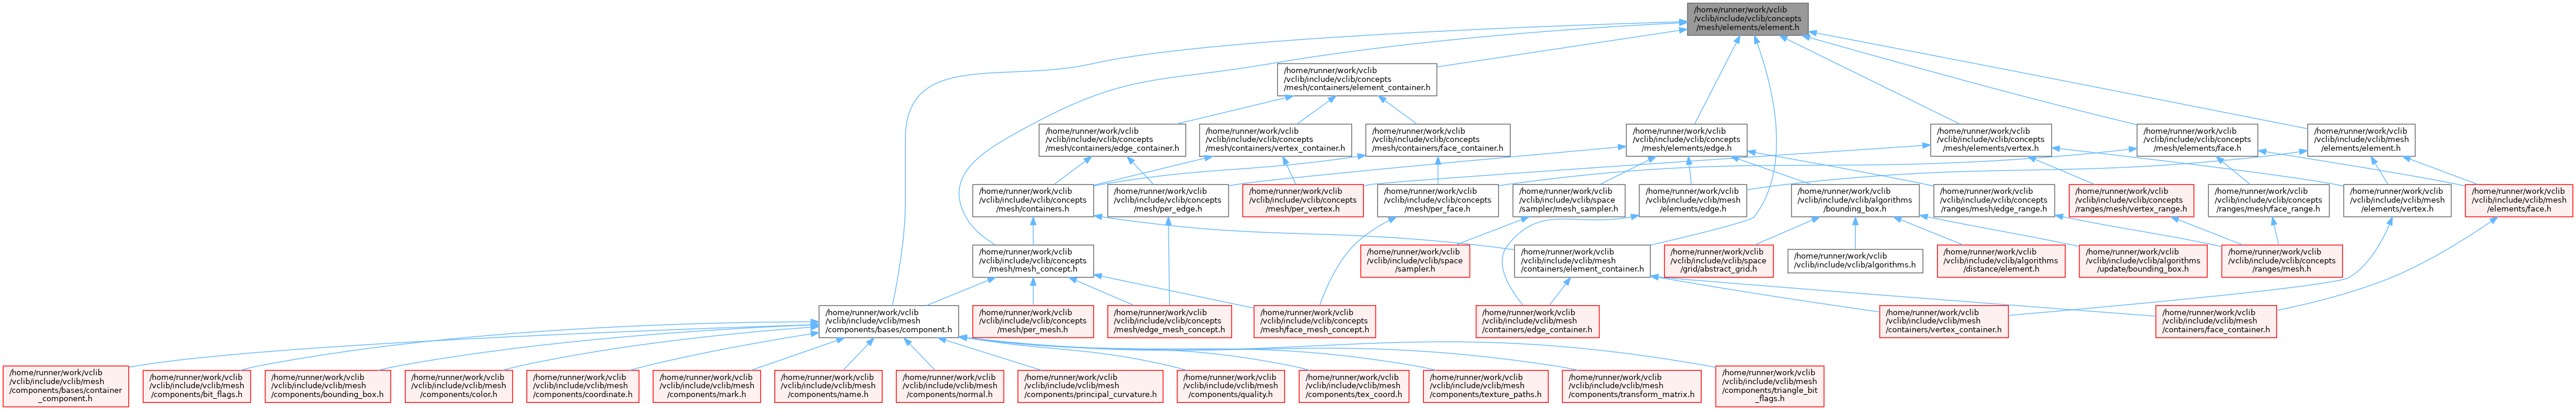 /home/runner/work/vclib
/vclib/include/vclib/concepts
/mesh/elements/element.h
/home/runner/work/vclib
/vclib/include/vclib/concepts
/mesh/containers/element_container.h
/home/runner/work/vclib
/vclib/include/vclib/concepts
/mesh/containers/edge_container.h
/home/runner/work/vclib
/vclib/include/vclib/concepts
/mesh/containers/vertex_container.h
/home/runner/work/vclib
/vclib/include/vclib/concepts
/mesh/containers/face_container.h
/home/runner/work/vclib
/vclib/include/vclib/concepts
/mesh/elements/edge.h
/home/runner/work/vclib
/vclib/include/vclib/concepts
/mesh/elements/vertex.h
/home/runner/work/vclib
/vclib/include/vclib/concepts
/mesh/elements/face.h
/home/runner/work/vclib
/vclib/include/vclib/mesh
/elements/element.h
/home/runner/work/vclib
/vclib/include/vclib/concepts
/mesh/containers.h
/home/runner/work/vclib
/vclib/include/vclib/concepts
/mesh/per_edge.h
/home/runner/work/vclib
/vclib/include/vclib/concepts
/mesh/per_vertex.h
/home/runner/work/vclib
/vclib/include/vclib/concepts
/mesh/per_face.h
/home/runner/work/vclib
/vclib/include/vclib/space
/sampler/mesh_sampler.h
/home/runner/work/vclib
/vclib/include/vclib/mesh
/elements/edge.h
/home/runner/work/vclib
/vclib/include/vclib/algorithms
/bounding_box.h
/home/runner/work/vclib
/vclib/include/vclib/concepts
/ranges/mesh/edge_range.h
/home/runner/work/vclib
/vclib/include/vclib/concepts
/ranges/mesh/vertex_range.h
/home/runner/work/vclib
/vclib/include/vclib/concepts
/ranges/mesh/face_range.h
/home/runner/work/vclib
/vclib/include/vclib/mesh
/elements/vertex.h
/home/runner/work/vclib
/vclib/include/vclib/mesh
/elements/face.h
/home/runner/work/vclib
/vclib/include/vclib/concepts
/mesh/mesh_concept.h
/home/runner/work/vclib
/vclib/include/vclib/space
/sampler.h
/home/runner/work/vclib
/vclib/include/vclib/mesh
/containers/element_container.h
/home/runner/work/vclib
/vclib/include/vclib/space
/grid/abstract_grid.h
/home/runner/work/vclib
/vclib/include/vclib/algorithms.h
/home/runner/work/vclib
/vclib/include/vclib/algorithms
/distance/element.h
/home/runner/work/vclib
/vclib/include/vclib/algorithms
/update/bounding_box.h
/home/runner/work/vclib
/vclib/include/vclib/concepts
/ranges/mesh.h
/home/runner/work/vclib
/vclib/include/vclib/mesh
/components/bases/component.h
/home/runner/work/vclib
/vclib/include/vclib/concepts
/mesh/per_mesh.h
/home/runner/work/vclib
/vclib/include/vclib/concepts
/mesh/edge_mesh_concept.h
/home/runner/work/vclib
/vclib/include/vclib/concepts
/mesh/face_mesh_concept.h
/home/runner/work/vclib
/vclib/include/vclib/mesh
/containers/edge_container.h
/home/runner/work/vclib
/vclib/include/vclib/mesh
/containers/vertex_container.h
/home/runner/work/vclib
/vclib/include/vclib/mesh
/containers/face_container.h
/home/runner/work/vclib
/vclib/include/vclib/mesh
/components/bases/container
_component.h
/home/runner/work/vclib
/vclib/include/vclib/mesh
/components/bit_flags.h
/home/runner/work/vclib
/vclib/include/vclib/mesh
/components/bounding_box.h
/home/runner/work/vclib
/vclib/include/vclib/mesh
/components/color.h
/home/runner/work/vclib
/vclib/include/vclib/mesh
/components/coordinate.h
/home/runner/work/vclib
/vclib/include/vclib/mesh
/components/mark.h
/home/runner/work/vclib
/vclib/include/vclib/mesh
/components/name.h
/home/runner/work/vclib
/vclib/include/vclib/mesh
/components/normal.h
/home/runner/work/vclib
/vclib/include/vclib/mesh
/components/principal_curvature.h
/home/runner/work/vclib
/vclib/include/vclib/mesh
/components/quality.h
/home/runner/work/vclib
/vclib/include/vclib/mesh
/components/tex_coord.h
/home/runner/work/vclib
/vclib/include/vclib/mesh
/components/texture_paths.h
/home/runner/work/vclib
/vclib/include/vclib/mesh
/components/transform_matrix.h
/home/runner/work/vclib
/vclib/include/vclib/mesh
/components/triangle_bit
_flags.h